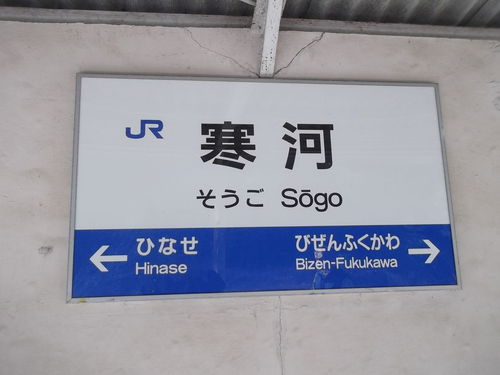 JR
寒河
そうご Sōgo
← ひなせ
Hinase
びぜんふくかわ →
Bizen-Fukukawa